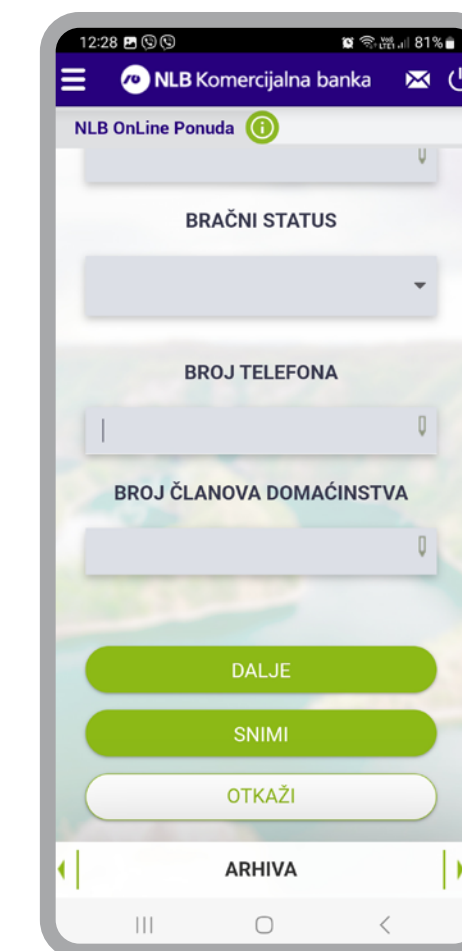 12:28 81%
NLB Komercijalna banka
NLB OnLine Ponuda
BRAČNI STATUS
BROJ TELEFONA
BROJ ČLANOVA DOMAĆINSTVA
DALJE
SNIMI
OTKAŽI
ARHIVA